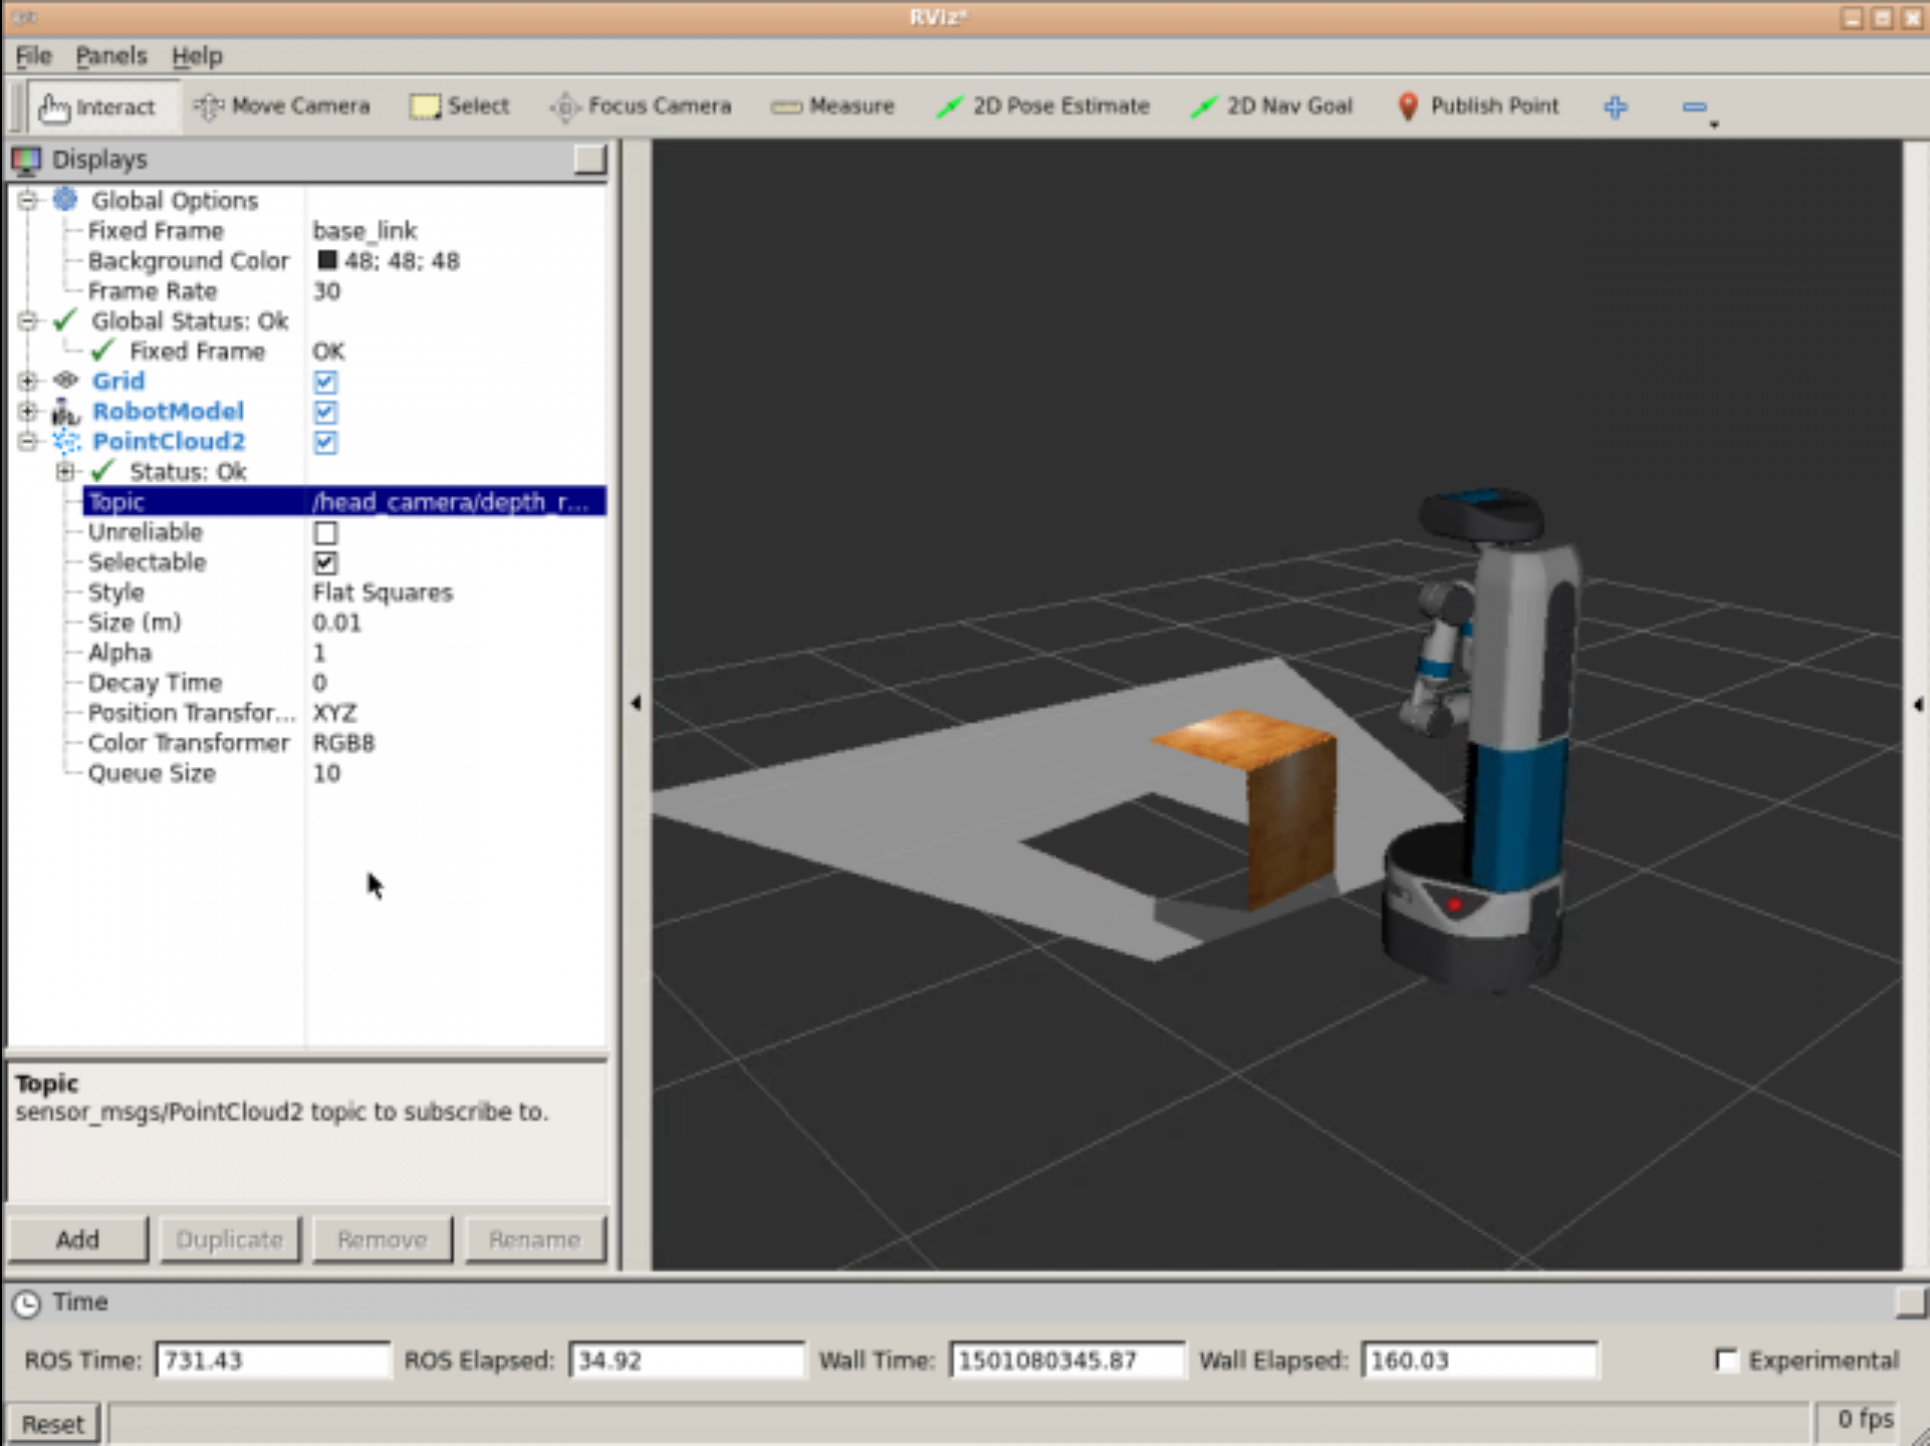 RViz*
File Panels Help
Interact Move Camera Select Focus Camera Measure 2D Pose Estimate 2D Nav Goal Publish Point
Displays
Global Options
Fixed Frame base_link
Background Color 48; 48; 48
Frame Rate 30
Global Status: Ok
Fixed Frame OK
Grid
RobotModel
PointCloud2
Status: Ok
Topic /head_camera/depth_r...
Unreliable
Selectable
Style Flat Squares
Size (m) 0.01
Alpha 1
Decay Time 0
Position Transfor... XYZ
Color Transformer RGB8
Queue Size 10
Topic
sensor_msgs/PointCloud2 topic to subscribe to.
Add Duplicate Remove Rename
Time
ROS Time: 731.43 ROS Elapsed: 34.92 Wall Time: 1501080345.87 Wall Elapsed: 160.03 Experimental
Reset 0 fps